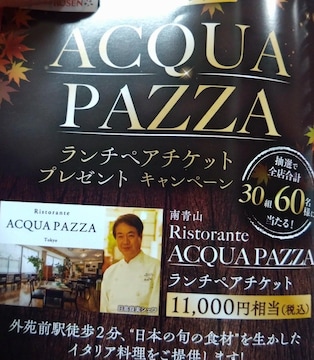 ACQUA
PAZZA
ランチペアチケット
プレゼント キャンペーン
抽選で
全店合計
30組60名
様に
当たる!
Ristorante
ACQUA PAZZA
Tokyo
南青山
Ristorante
ACQUA PAZZA
ランチペアチケット
11,000円相当(税込)
外苑前駅徒歩2分、"日本の旬の食材"を生かした
イタリア料理をご提供します!